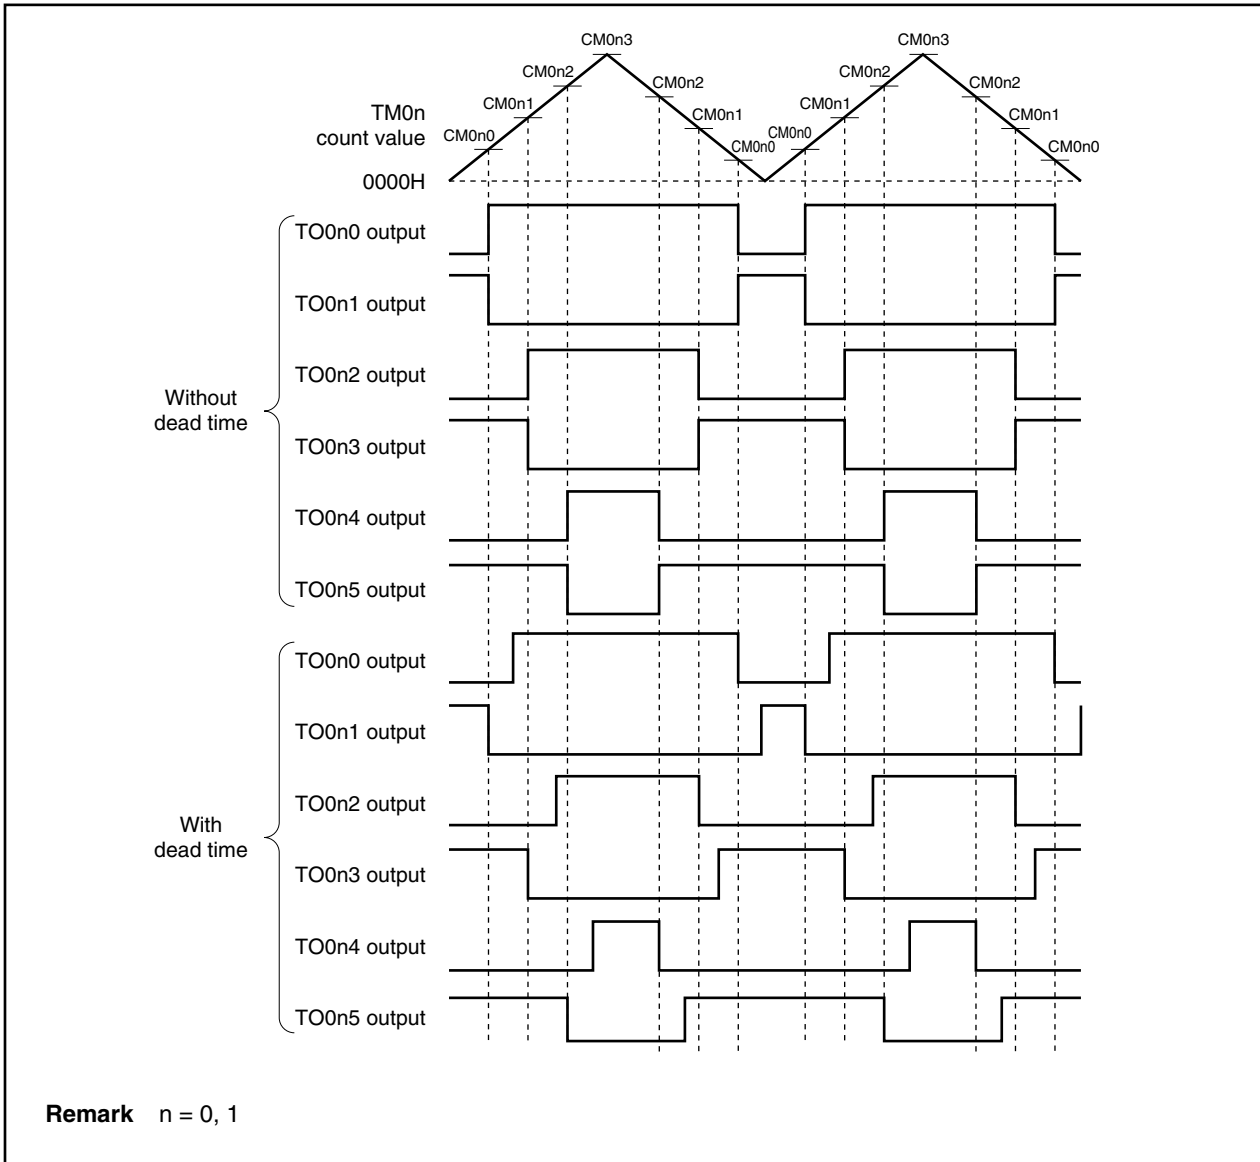 CM0n3
CM0n3
CM0n2
CM0n2
CM0n2
CM0n2
CM0n1
CM0n1
CM0n1
CM0n1
TM0n
count value
CM0n0
CM0n0
CM0n0
CM0n0
0000H
TO0n0 output
TO0n1 output
TO0n2 output
Without
dead time
TO0n3 output
TO0n4 output
TO0n5 output
TO0n0 output
TO0n1 output
TO0n2 output
With
dead time
TO0n3 output
TO0n4 output
TO0n5 output
Remark n = 0, 1